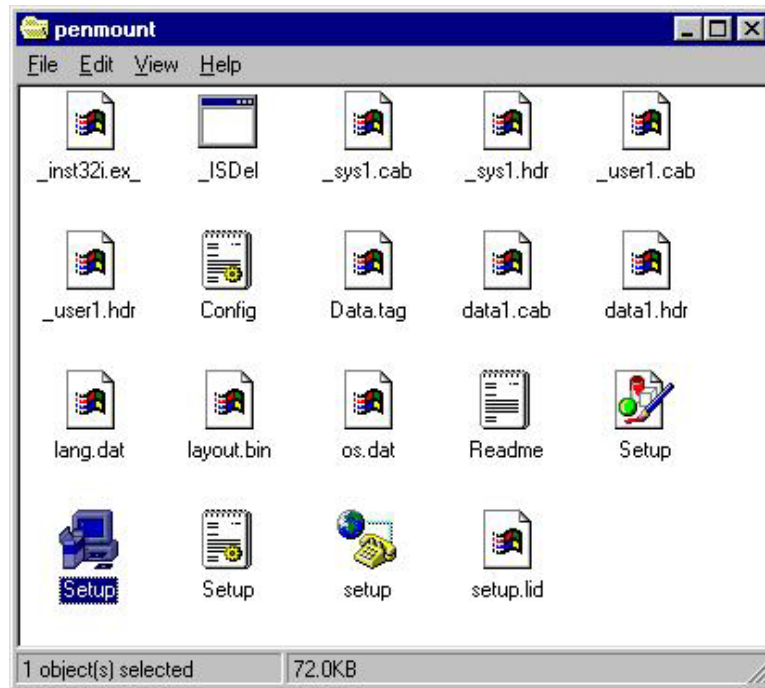 penmount
File Edit View Help
_inst32i.ex_ _ISDel _sys1.cab _sys1.hdr _user1.cab
_user1.hdr Config Data.tag data1.cab data1.hdr
lang.dat layout.bin os.dat Readme Setup
Setup Setup setup setup.lid
1 object(s) selected 72.0KB